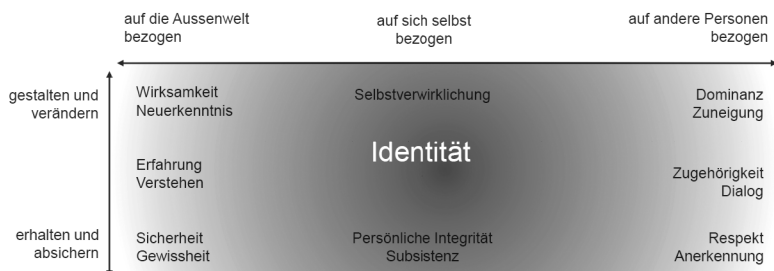 auf die Aussenwelt
bezogen
auf sich selbst
bezogen
auf andere Personen
bezogen
gestalten und
verändern
Wirksamkeit
Neuerkenntnis
Selbstverwirklichung
Dominanz
Zuneigung
Identität
Erfahrung
Verstehen
Zugehörigkeit
Dialog
erhalten und
absichern
Sicherheit
Gewissheit
Persönliche Integrität
Subsistenz
Respekt
Anerkennung